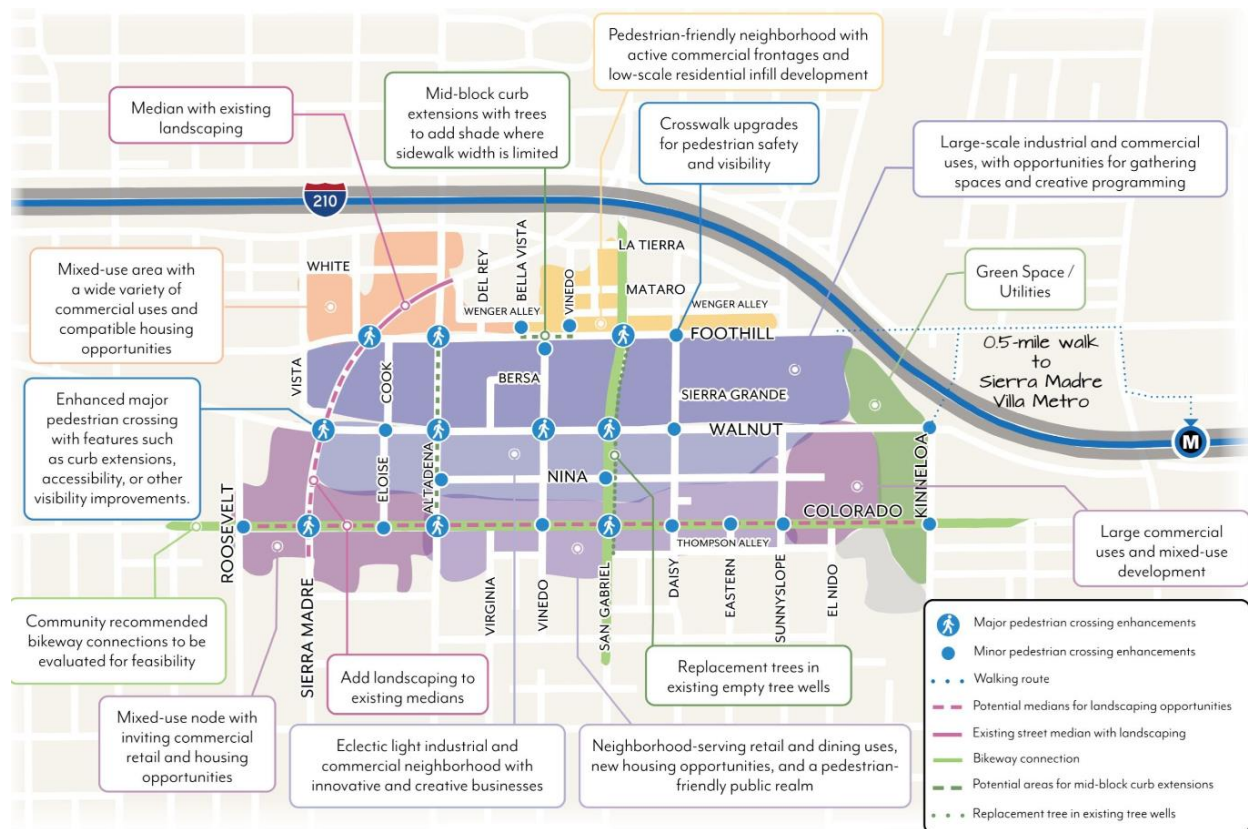 Pedestrian-friendly neighborhood with
active commercial frontages and
low-scale residential infill development
Mid-block curb
extensions with trees
to add shade where
sidewalk width is limited
Median with existing
landscaping
Crosswalk upgrades
for pedestrian safety
and visibility
Large-scale industrial and commercial
uses, with opportunities for gathering
spaces and creative programming
210
Mixed-use area with
a wide variety of
commercial uses and
compatible housing
opportunities
Green Space /
Utilities
WHITE
DEL REY
BELLA VISTA
VINEDO
LA TIERRA
MATARO
WENGER ALLEY
WENGER ALLEY
FOOTHILL
0.5-mile walk
to
Sierra Madre
Villa Metro
M
VISTA
COOK
BERSA
SIERRA GRANDE
Enhanced major
pedestrian crossing
with features such
as curb extensions,
accessibility, or other
visibility improvements.
WALNUT
ELOISE
ALTADENA
NINA
KINNELOA
COLORADO
ROOSEVELT
THOMPSON ALLEY
Large commercial
uses and mixed-use
development
SIERRA MADRE
VIRGINIA
VINEDO
SAN GABRIEL
DAISY
EASTERN
SUNNYSLOPE
EL NIDO
Community recommended
bikeway connections to be
evaluated for feasibility
Add landscaping to
existing medians
Replacement trees in
existing empty tree wells
Mixed-use node with
inviting commercial
retail and housing
opportunities
Eclectic light industrial and
commercial neighborhood with
innovative and creative businesses
Neighborhood-serving retail and dining uses,
new housing opportunities, and a pedestrian-
friendly public realm
Major pedestrian crossing enhancements
Minor pedestrian crossing enhancements
Walking route
Potential medians for landscaping opportunities
Existing street median with landscaping
Bikeway connection
Potential areas for mid-block curb extensions
Replacement tree in existing tree wells